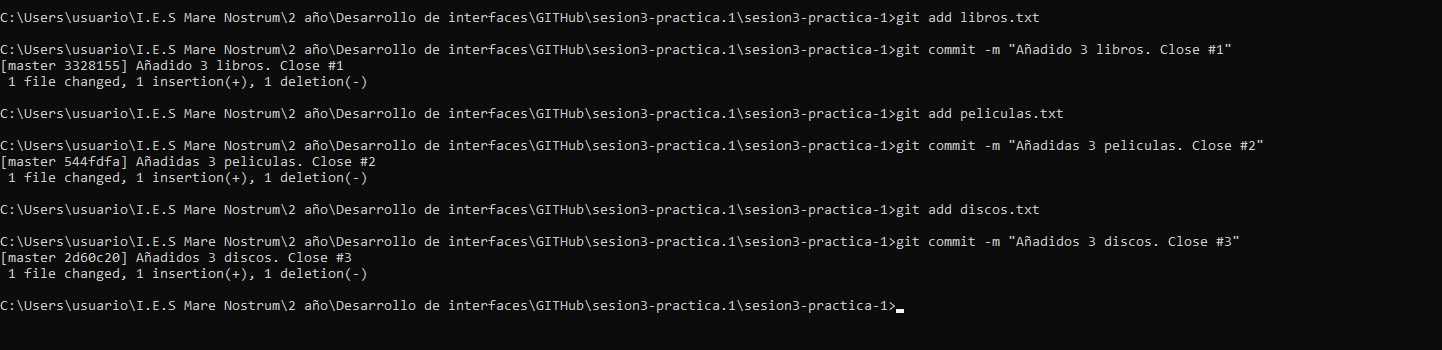 C:\Users\usuario\I.E.S Mare Nostrum\2 año\Desarrollo de interfaces\GITHub\sesion3-practica.1\sesion3-practica-1>git add libros.txt
C:\Users\usuario\I.E.S Mare Nostrum\2 año\Desarrollo de interfaces\GITHub\sesion3-practica.1\sesion3-practica-1>git commit -m "Añadido 3 libros. Close #1"
[master 3328155] Añadido 3 libros. Close #1
1 file changed, 1 insertion(+), 1 deletion(-)
C:\Users\usuario\I.E.S Mare Nostrum\2 año\Desarrollo de interfaces\GITHub\sesion3-practica.1\sesion3-practica-1>git add peliculas.txt
C:\Users\usuario\I.E.S Mare Nostrum\2 año\Desarrollo de interfaces\GITHub\sesion3-practica.1\sesion3-practica-1>git commit -m "Añadidas 3 peliculas. Close #2"
[master 544fdfa] Añadidas 3 peliculas. Close #2
1 file changed, 1 insertion(+), 1 deletion(-)
C:\Users\usuario\I.E.S Mare Nostrum\2 año\Desarrollo de interfaces\GITHub\sesion3-practica.1\sesion3-practica-1>git add discos.txt
C:\Users\usuario\I.E.S Mare Nostrum\2 año\Desarrollo de interfaces\GITHub\sesion3-practica.1\sesion3-practica-1>git commit -m "Añadidos 3 discos. Close #3"
[master 2d60c20] Añadidos 3 discos. Close #3
1 file changed, 1 insertion(+), 1 deletion(-)
C:\Users\usuario\I.E.S Mare Nostrum\2 año\Desarrollo de interfaces\GITHub\sesion3-practica.1\sesion3-practica-1>